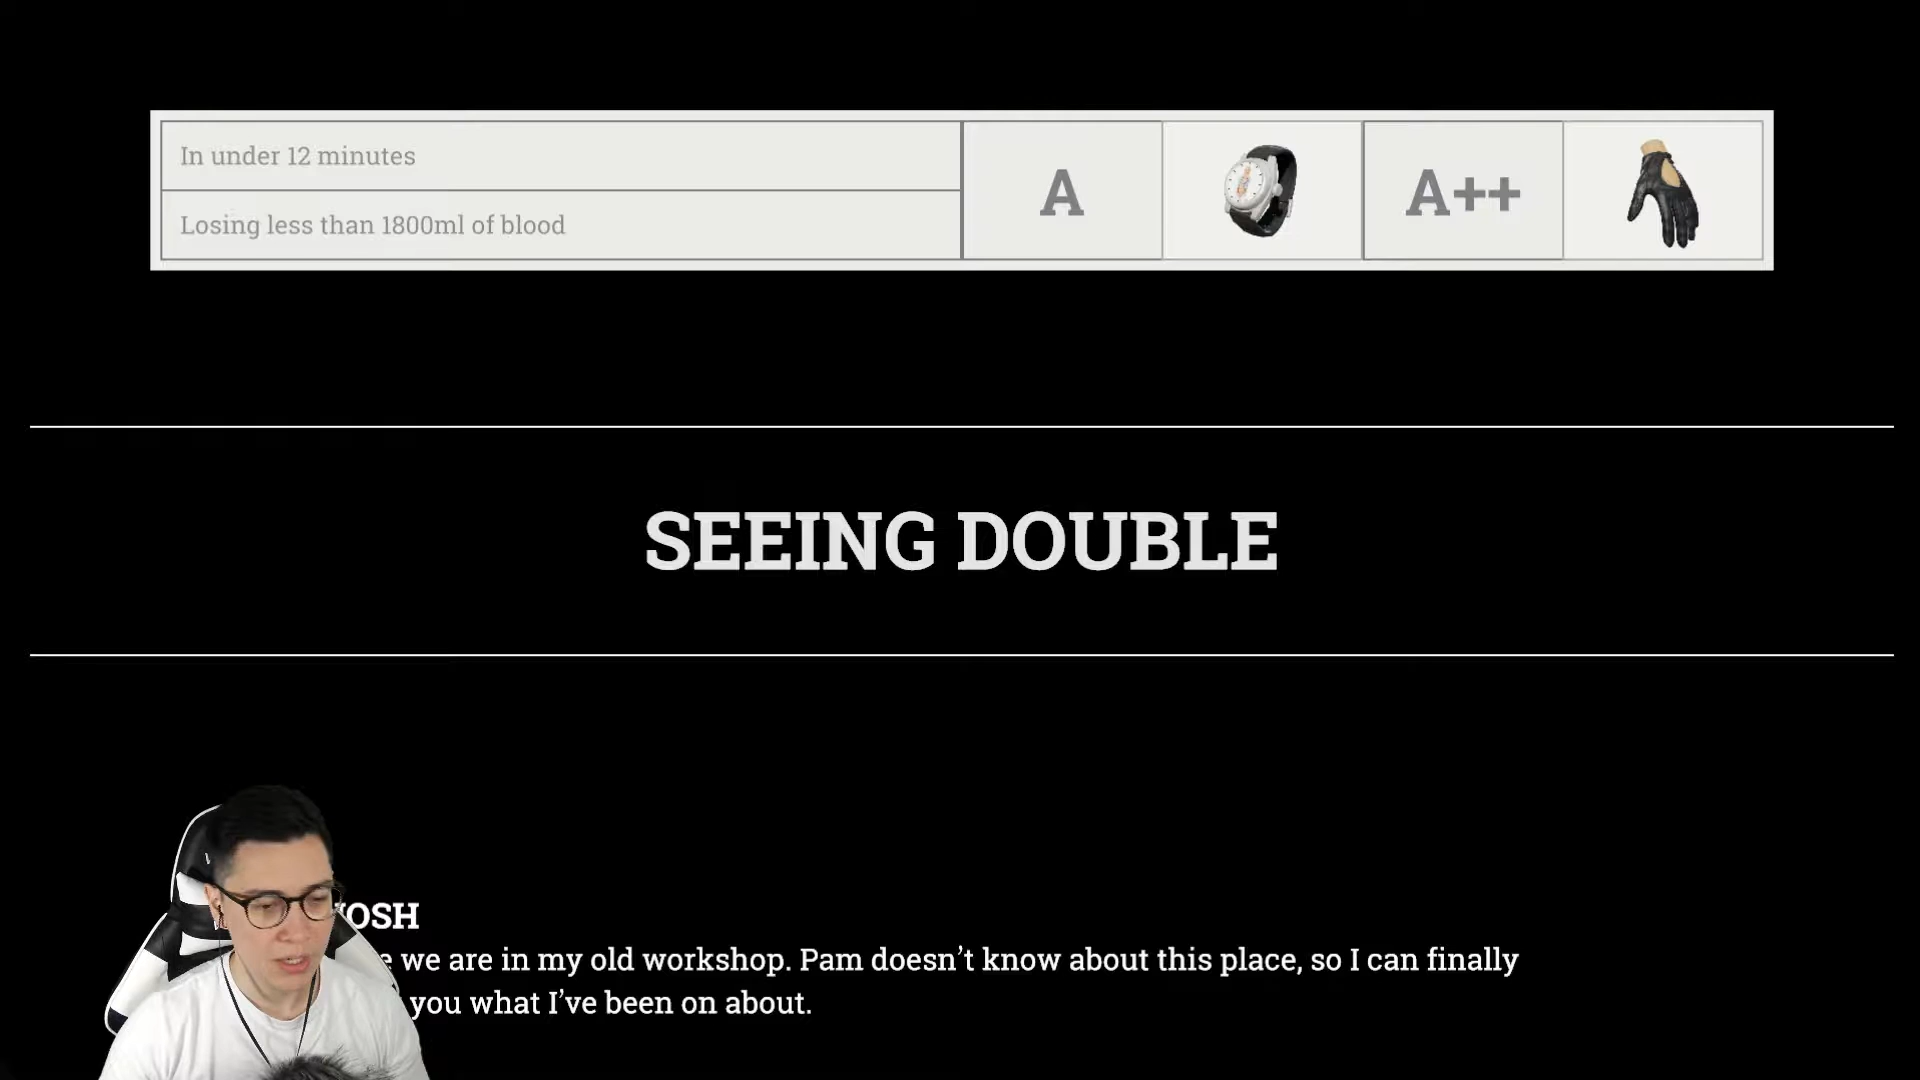 In under 12 minutes
Losing less than 1800ml of blood
A
A++
SEEING DOUBLE
OSH
we are in my old workshop. Pam doesn't know about this place, so I can finally
you what I've been on about.